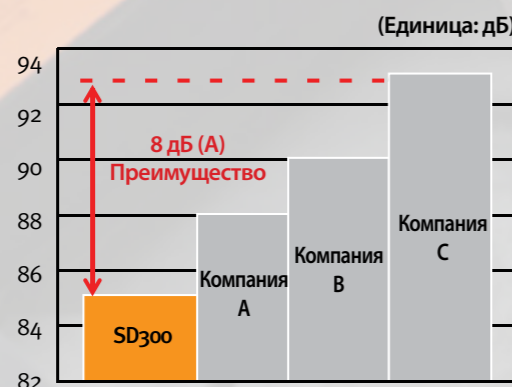 (Единица: дБ)
94
92
90
88
86
84
82
8 дБ (А)
Преимущество
SD300
Компания
A
Компания
B
Компания
C